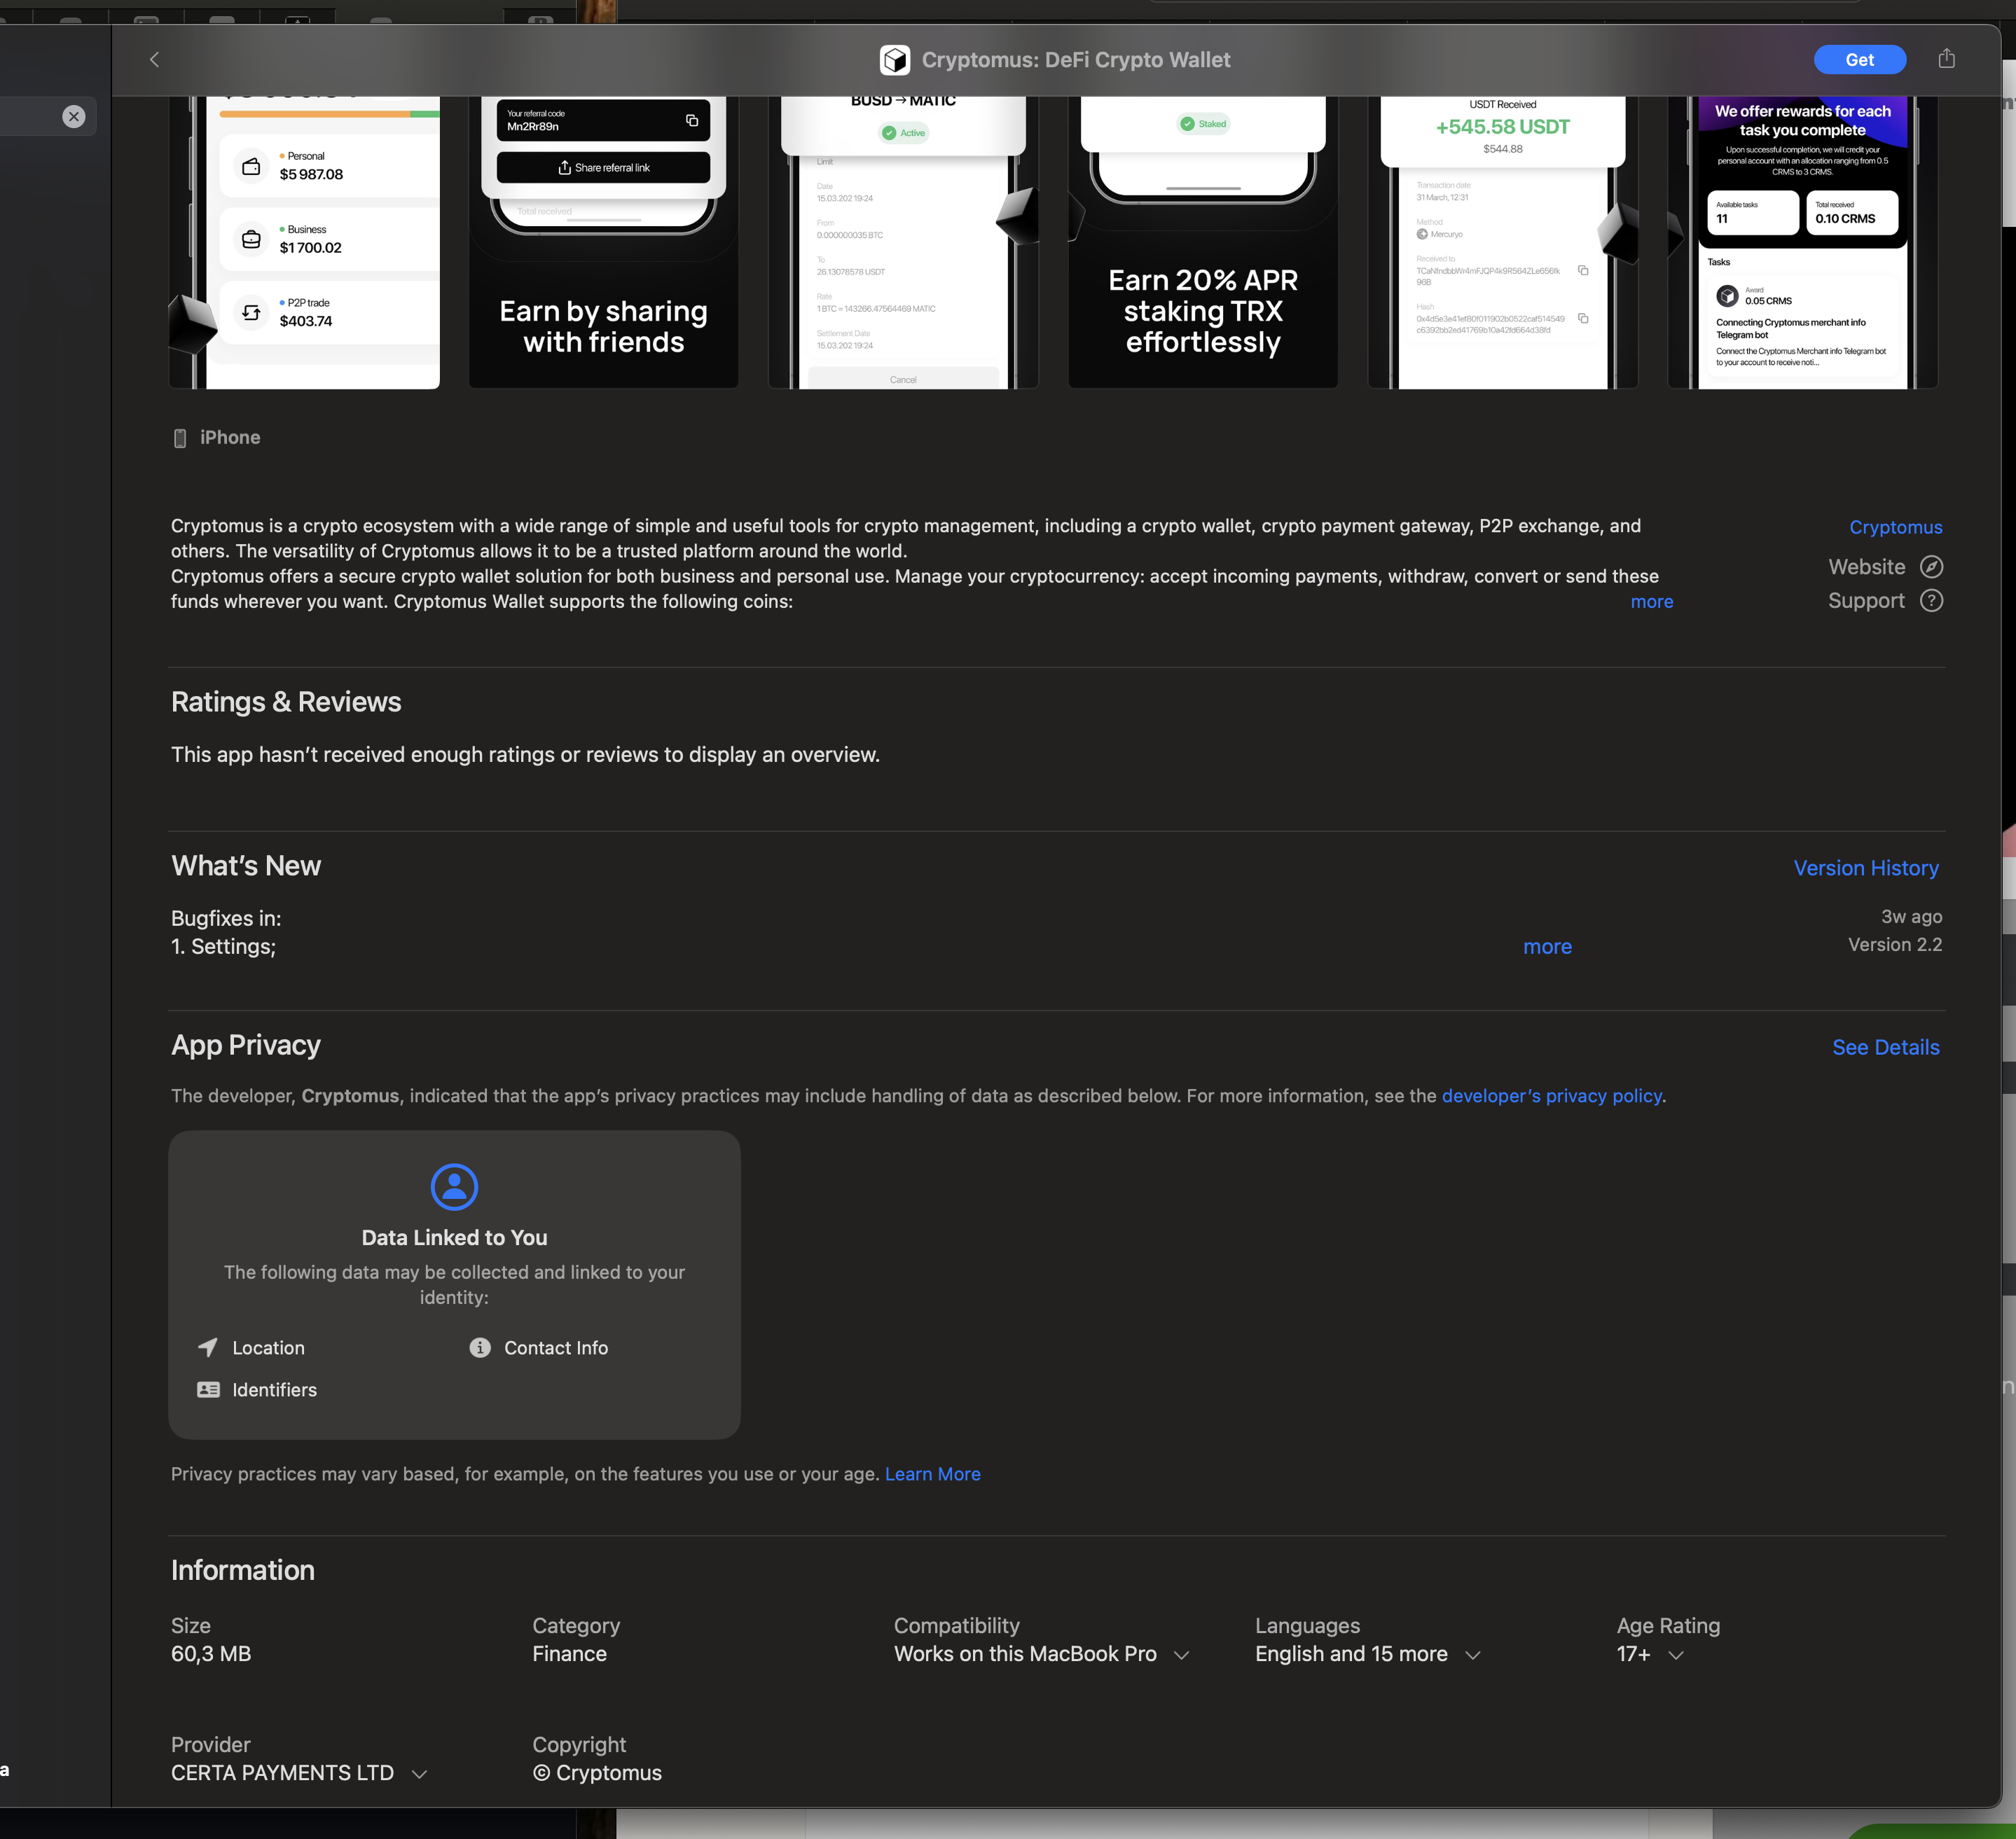 Cryptomus: DeFi Crypto Wallet
Get
Personal
$5 987.08
Business
$1 700.02
P2P trade
$403.74
Your referral code
Mn2Rr89n
Share referral link
Total received
Earn by sharing
with friends
BUSD → MATIC
Active
Limit
Date
15.03.202 19:24
From
0.000000035 BTC
To
26.13078578 USDT
Rate
1 BTC = 143266.47564469 MATIC
Settlement Date
15.03.202 19:24
Cancel
Staked
Earn 20% APR
staking TRX
effortlessly
USDT Received
+545.58 USDT
$544.88
Transaction date
31 March, 12:31
Method
Mercuryo
Received to
Hash
We offer rewards for each
task you complete
Upon successful completion, we will credit your
personal account with an allocation ranging from 0.5
CRMS to 3 CRMS.
Available tasks
11
Total received
0.10 CRMS
Tasks
Award
0.05 CRMS
Connecting Cryptomus merchant info
Telegram bot
Connect the Cryptomus Merchant info Telegram bot
to your account to receive noti...
iPhone
Cryptomus is a crypto ecosystem with a wide range of simple and useful tools for crypto management, including a crypto wallet, crypto payment gateway, P2P exchange, and
others. The versatility of Cryptomus allows it to be a trusted platform around the world.
Cryptomus offers a secure crypto wallet solution for both business and personal use. Manage your cryptocurrency: accept incoming payments, withdraw, convert or send these
funds wherever you want. Cryptomus Wallet supports the following coins:
more
Cryptomus
Website
Support
Ratings & Reviews
This app hasn’t received enough ratings or reviews to display an overview.
What’s New
Version History
Bugfixes in:
1. Settings;
more
3w ago
Version 2.2
App Privacy
See Details
The developer, Cryptomus, indicated that the app’s privacy practices may include handling of data as described below. For more information, see the developer’s privacy policy.
Data Linked to You
The following data may be collected and linked to your
identity:
Location
Contact Info
Identifiers
Privacy practices may vary based, for example, on the features you use or your age. Learn More
Information
Size
60,3 MB
Category
Finance
Compatibility
Works on this MacBook Pro
Languages
English and 15 more
Age Rating
17+
Provider
CERTA PAYMENTS LTD
Copyright
© Cryptomus
a